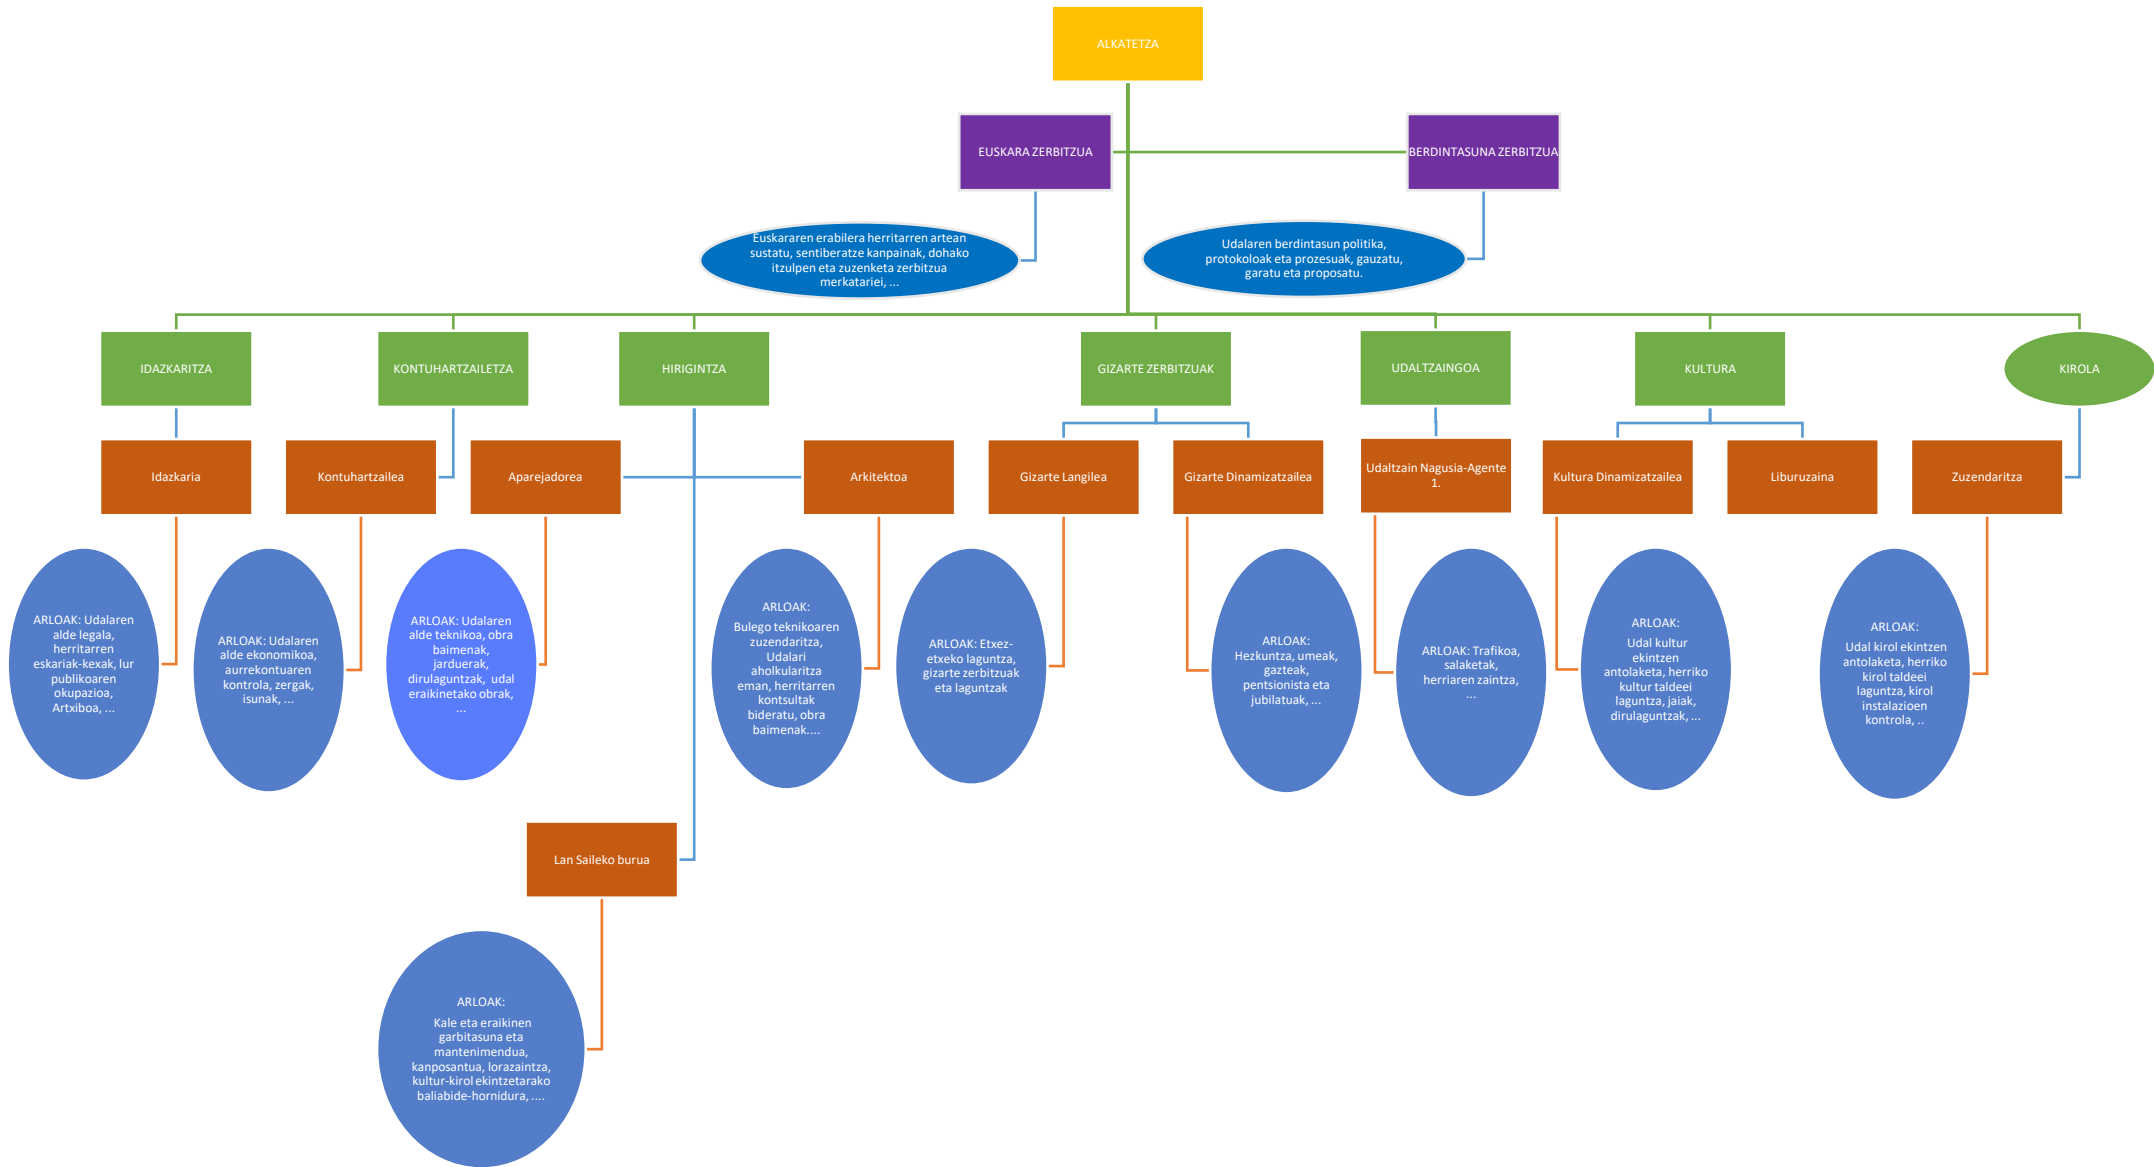 ALKATETZA
EUSKARA ZERBITZUA
BERDINTASUNA ZERBITZUA
Euskararen erabilera herritarren artean
sustatu, sentiberatze kanpainak, dohako
itzulpen eta zuzenketa zerbitzua
merkatariei, ...
Udalaren berdintasun politika,
protokoloak eta prozesuak, gauzatu,
garatu eta proposatu.
IDAZKARITZA
KONTUHARTZAILETZA
HIRIGINTZA
GIZARTE ZERBITZUAK
UDALTZAINGOA
KULTURA
KIROLA
Idazkaria
Kontuhartzailea
Aparejadorea
Arkitektoa
Gizarte Langilea
Gizarte Dinamizatzailea
Udaltzain Nagusia-Agente
1.
Kultura Dinamizatzailea
Liburuzaina
Zuzendaritza
ARLOAK: Udalaren
alde legala,
herritarren
eskariak-kexak, lur
publikoaren
okupazioa,
Artxiboa, ...
ARLOAK: Udalaren
alde ekonomikoa,
aurrekontuaren
kontrola, zergak,
isunak, ...
ARLOAK: Udalaren
alde teknikoa, obra
baimenak,
jarduerak,
dirulaguntzak, udal
eraikinetako obrak,
...
ARLOAK:
Bulego teknikoaren
zuzendaritza,
Udalari
aholkularitza
eman, herritarren
kontsultak
bideratu, obra
baimenak....
ARLOAK: Etxez-
etxeko laguntza,
gizarte zerbitzuak
eta laguntzak
ARLOAK:
Hezkuntza, umeak,
gazteak,
pentsionista eta
jubilatuak, ...
ARLOAK: Trafikoa,
salaketak,
herriaren zaintza,
...
ARLOAK:
Udal kultur
ekintzen
antolaketa, herriko
kultur taldeei
laguntza, jaiak,
dirulaguntzak, ...
ARLOAK:
Udal kirol ekintzen
antolaketa, herriko
kirol taldeei
laguntza, kirol
instalazioen
kontrola, ..
Lan Saileko burua
ARLOAK:
Kale eta eraikinen
garbitasuna eta
mantenimendua,
kanposantua, lorazaintza,
kultur-kirol ekintzetarako
baliabide-hornidura, ....